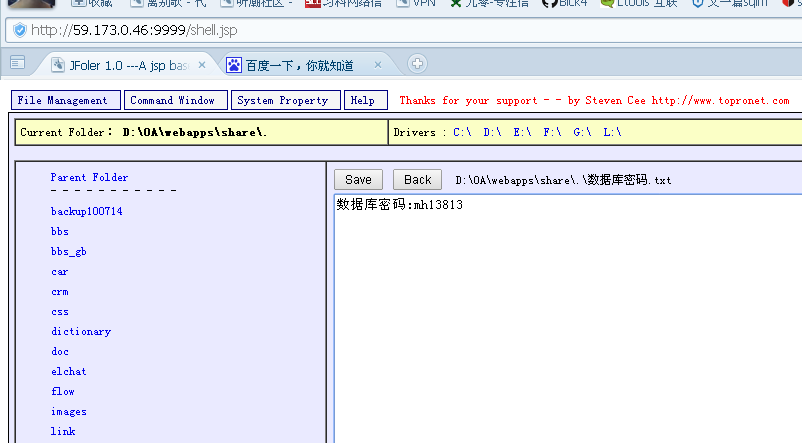 收藏 离别歌 - 代 听潮社区 - 习科网络信 VPN 九零-专注信 Bick4 Ltools 互联 又一篇sqlm
http://59.173.0.46:9999/shell.jsp
JFoler 1.0 ---A jsp bas 百度一下，你就知道
File Management Command Window System Property Help Thanks for your support - - by Steven Cee http://www.topronet.com
Current Folder: D:\OA\webapps\share\. Drivers : C:\ D:\ E:\ F:\ G:\ L:\
Parent Folder
- - - - - - - - - - -
Save Back D:\OA\webapps\share\.\数据库密码.txt
数据库密码:mh13813
backup100714
bbs
bbs_gb
car
crm
css
dictionary
doc
elchat
flow
images
link